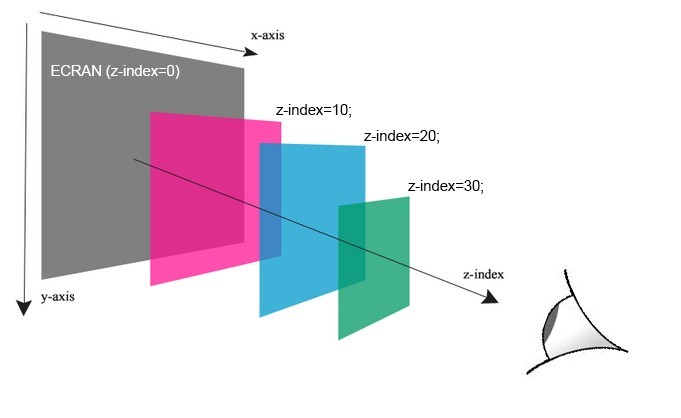 x-axis
ECRAN (z-index=0)
z-index=10;
z-index=20;
z-index=30;
z-index
y-axis